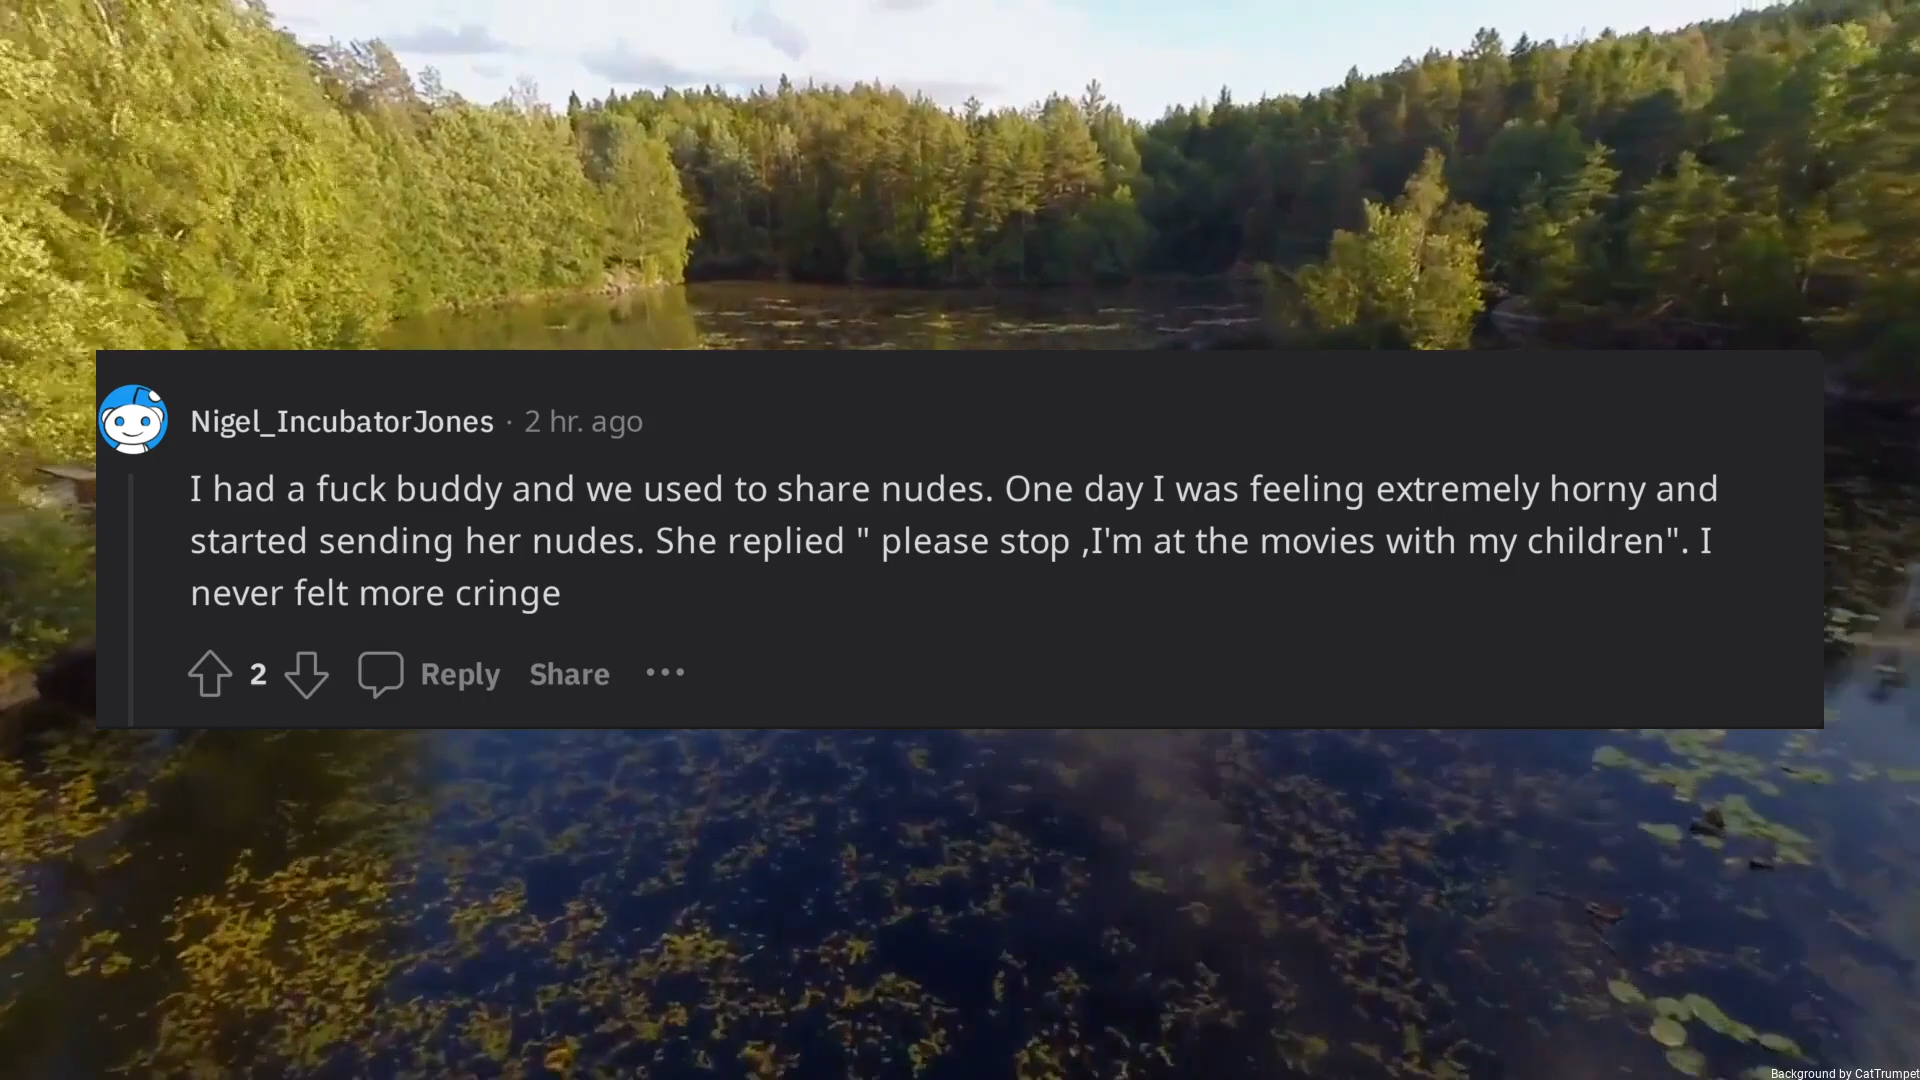 Nigel_IncubatorJones · 2 hr. ago
I had a fuck buddy and we used to share nudes. One day I was feeling extremely horny and
started sending her nudes. She replied " please stop ,I'm at the movies with my children". I
never felt more cringe
2 Reply Share ···
Background by CatTrumpet